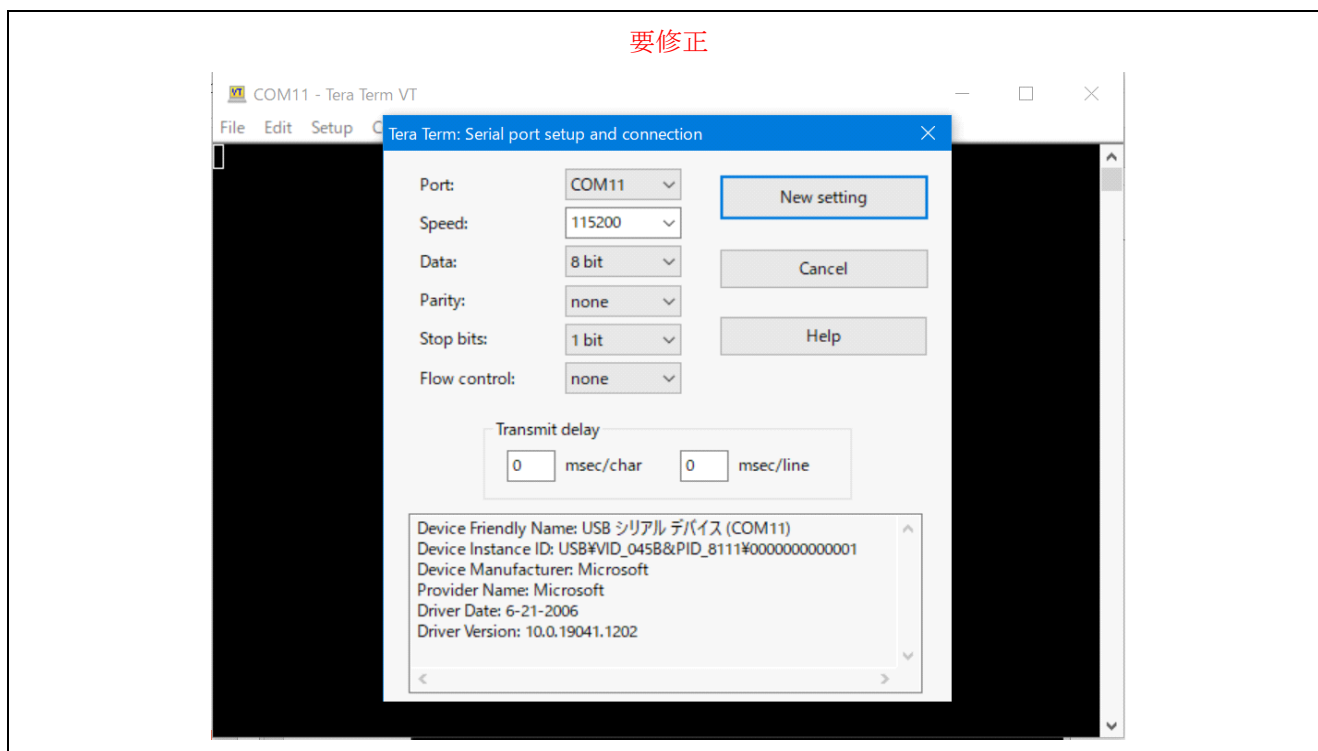 要修正
COM11 - Tera Term VT
File Edit Setup C
Tera Term: Serial port setup and connection
Port: COM11 New setting
Speed: 115200
Data: 8 bit Cancel
Parity: none
Stop bits: 1 bit Help
Flow control: none
Transmit delay
0 msec/char 0 msec/line
Device Friendly Name: USB シリアル デバイス (COM11)
Device Instance ID: USB¥VID_045B&PID_8111¥0000000000001
Device Manufacturer: Microsoft
Provider Name: Microsoft
Driver Date: 6-21-2006
Driver Version: 10.0.19041.1202